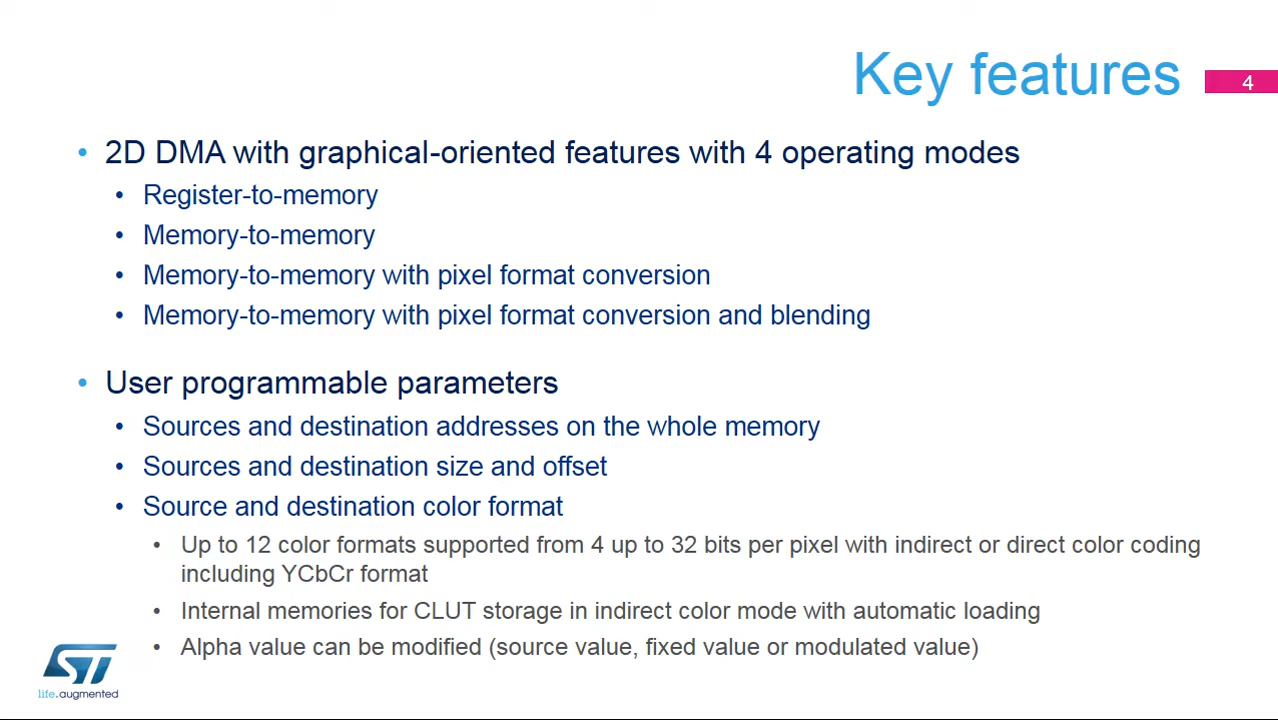 Key features
4
• 2D DMA with graphical-oriented features with 4 operating modes
• Register-to-memory
• Memory-to-memory
• Memory-to-memory with pixel format conversion
• Memory-to-memory with pixel format conversion and blending
• User programmable parameters
• Sources and destination addresses on the whole memory
• Sources and destination size and offset
• Source and destination color format
• Up to 12 color formats supported from 4 up to 32 bits per pixel with indirect or direct color coding
including YCbCr format
• Internal memories for CLUT storage in indirect color mode with automatic loading
• Alpha value can be modified (source value, fixed value or modulated value)
ST
life.augmented